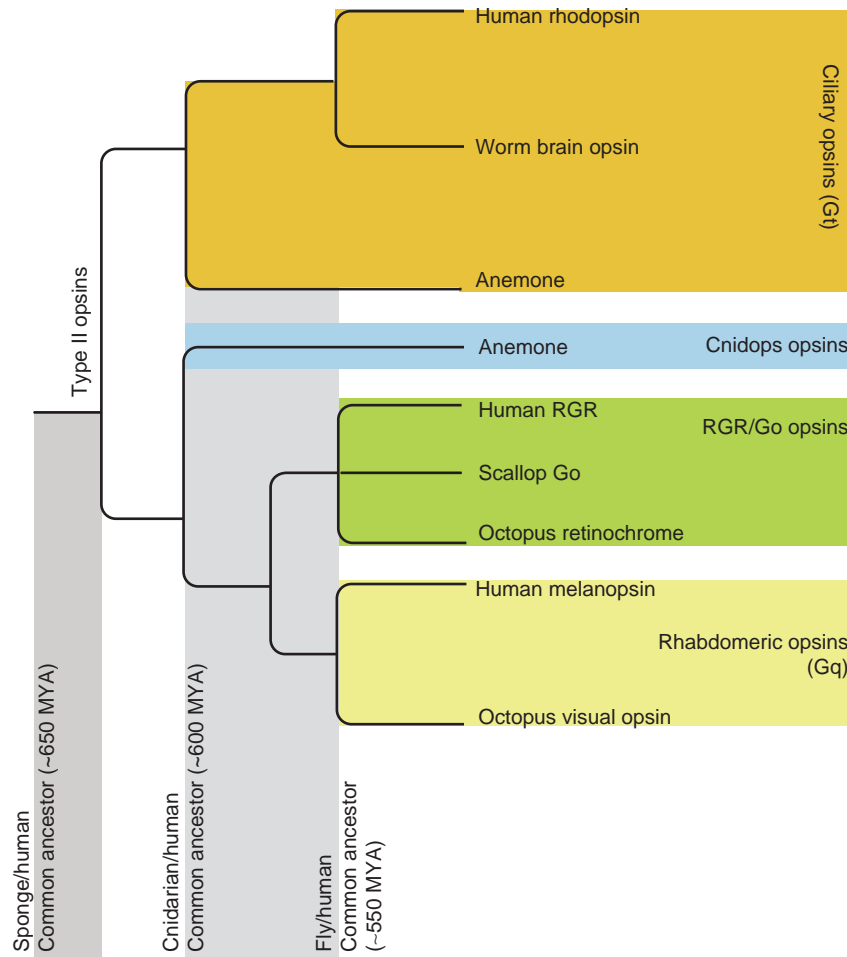 Human rhodopsin
Ciliary opsins (Gt)
Worm brain opsin
Type II opsins
Anemone
Anemone
Cnidops opsins
Human RGR
RGR/Go opsins
Scallop Go
Octopus retinochrome
Human melanopsin
Rhabdomeric opsins
(Gq)
Octopus visual opsin
Sponge/human
Common ancestor (~650 MYA)
Cnidarian/human
Common ancestor (~600 MYA)
Fly/human
Common ancestor
(~550 MYA)